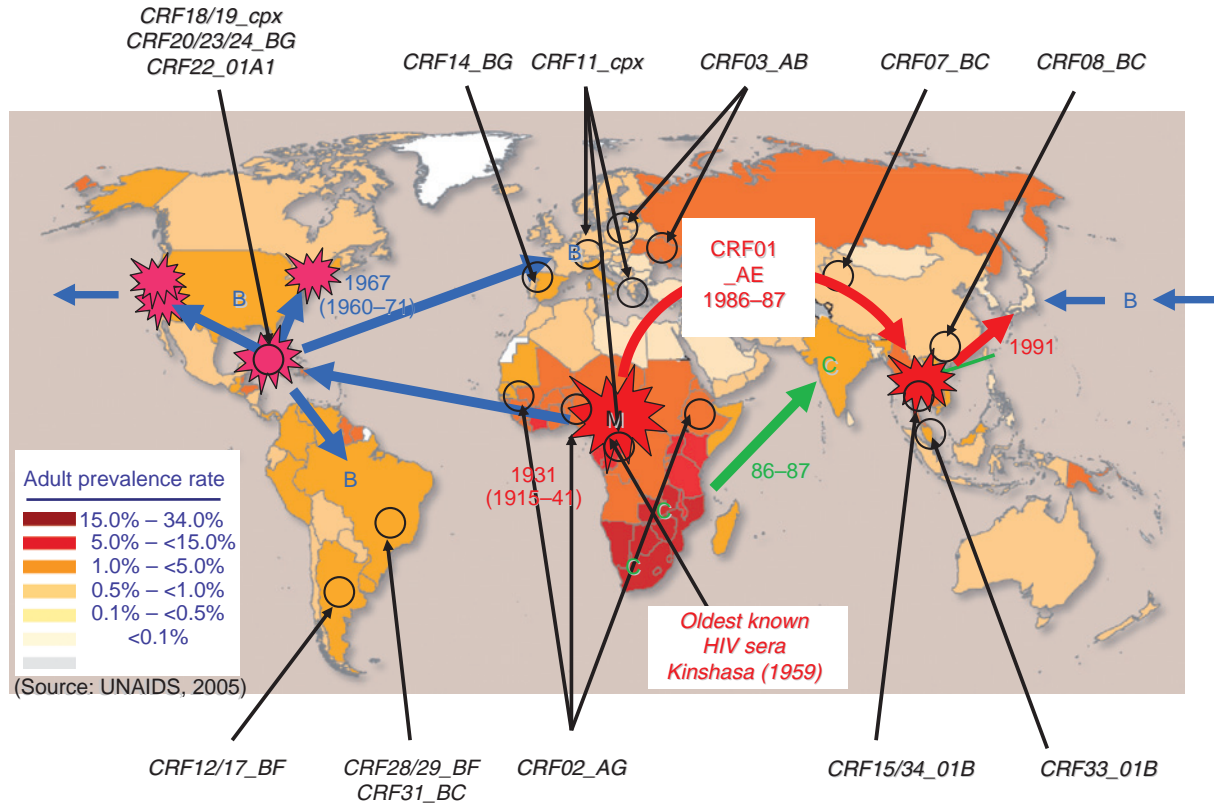 CRF18/19_cpx
CRF20/23/24_BG
CRF22_01A1
CRF14_BG
CRF11_cpx
CRF03_AB
CRF07_BC
CRF08_BC
B
CRF01
_AE
1986–87
1967
(1960–71)
B
B
1991
C
M
B
1931
(1915–41)
86–87
C
C
Adult prevalence rate
15.0% – 34.0%
5.0% – <15.0%
1.0% – <5.0%
0.5% – <1.0%
0.1% – <0.5%
<0.1%
(Source: UNAIDS, 2005)
Oldest known
HIV sera
Kinshasa (1959)
CRF12/17_BF
CRF28/29_BF
CRF31_BC
CRF02_AG
CRF15/34_01B
CRF33_01B